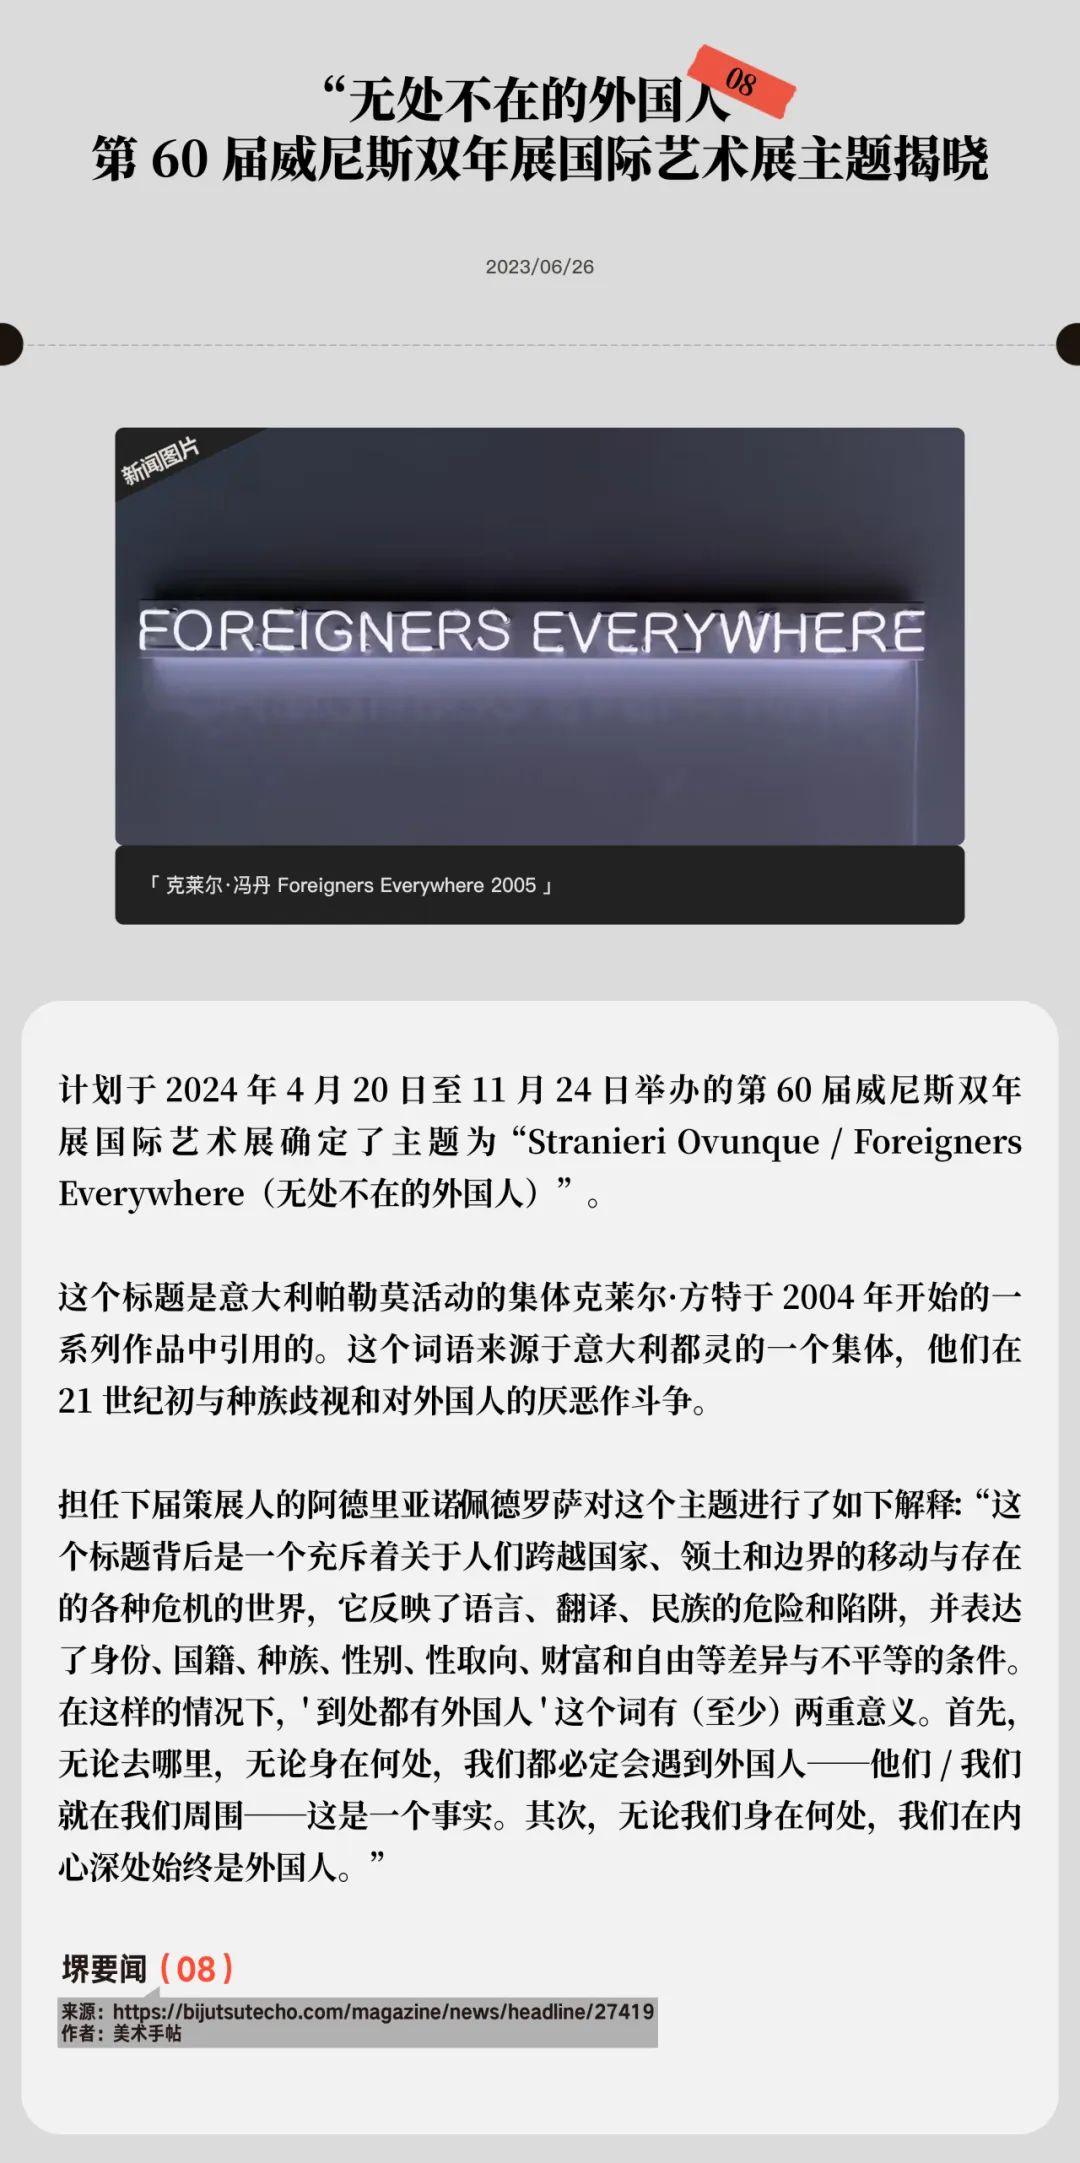 08
“无处不在的外国人
第 60 届威尼斯双年展国际艺术展主题揭晓
2023/06/26
新闻图片
FOREIGNERS EVERYWHERE
「 克莱尔·冯丹 Foreigners Everywhere 2005 」
计划于 2024 年 4 月 20 日至 11 月 24 日举办的第 60 届威尼斯双年
展国际艺术展确定了主题为 “Stranieri Ovunque / Foreigners
Everywhere（无处不在的外国人）”。
这个标题是意大利帕勒莫活动的集体克莱尔·方特于 2004 年开始的一
系列作品中引用的。这个词语来源于意大利都灵的一个集体，他们在
21 世纪初与种族歧视和对外国人的厌恶作斗争。
担任下届策展人的阿德里亚诺·佩德罗萨对这个主题进行了如下解释：“这
个标题背后是一个充斥着关于人们跨越国家、领土和边界的移动与存在
的各种危机的世界，它反映了语言、翻译、民族的危险和陷阱，并表达
了身份、国籍、种族、性别、性取向、财富和自由等差异与不平等的条件。
在这样的情况下，' 到处都有外国人 ' 这个词有（至少）两重意义。首先，
无论去哪里，无论身在何处，我们都必定会遇到外国人——他们 / 我们
就在我们周围——这是一个事实。其次，无论我们身在何处，我们在内
心深处始终是外国人。”
堺要闻（08）
来源：https://bijutsutecho.com/magazine/news/headline/27419
作者：美术手帖